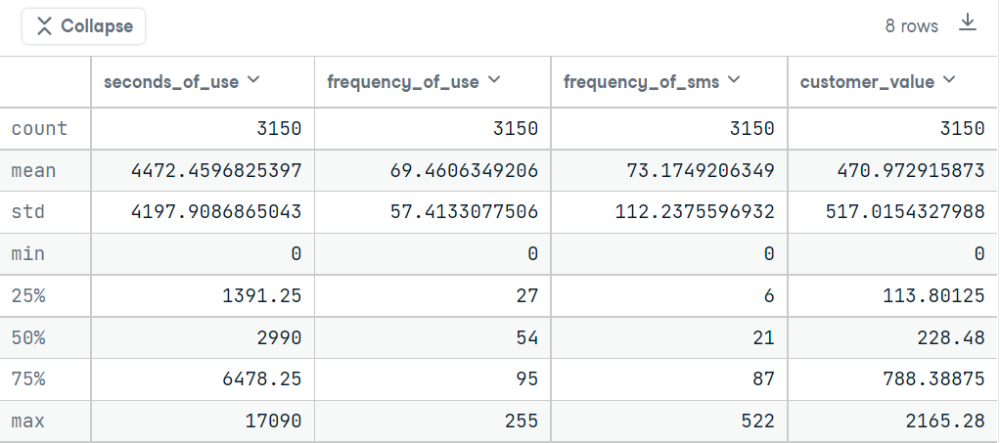 Collapse 8 rows
seconds_of_use frequency_of_use frequency_of_sms customer_value
count 3150 3150 3150 3150
mean 4472.4596825397 69.4606349206 73.1749206349 470.972915873
std 4197.9086865043 57.4133077506 112.2375596932 517.0154327988
min 0 0 0 0
25% 1391.25 27 6 113.80125
50% 2990 54 21 228.48
75% 6478.25 95 87 788.38875
max 17090 255 522 2165.28